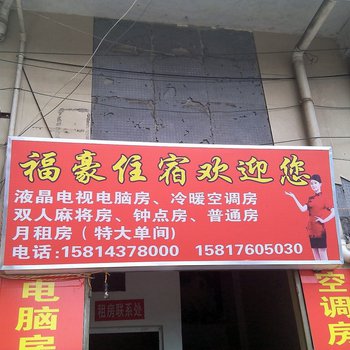 福豪住宿欢迎您
液晶电视电脑房、冷暖空调房
双人麻将房、钟点房、普通房
月租房（特大单间）
电话:15814378000 15817605030
租房联系处
电脑房
空调房